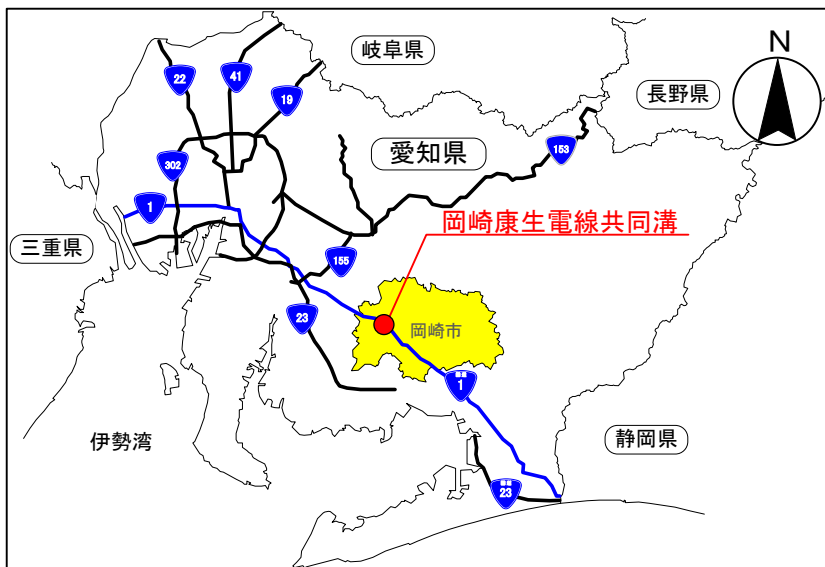 岐阜県
N
22
41
19
長野県
愛知県
153
302
1
岡崎康生電線共同溝
三重県
155
23
岡崎市
1
伊勢湾
静岡県
23